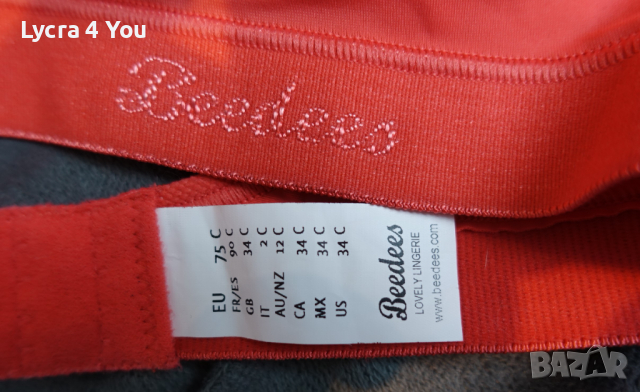 Lycra 4 You
Beedees
EU 75 C
FR/ES 90 C
GB 34 C
IT 2 C
AU/NZ 12 C
CA 34 C
MX 34 C
US 34 C
Beedees
LOVELY LINGERIE
www.beedees.com
BAZAR